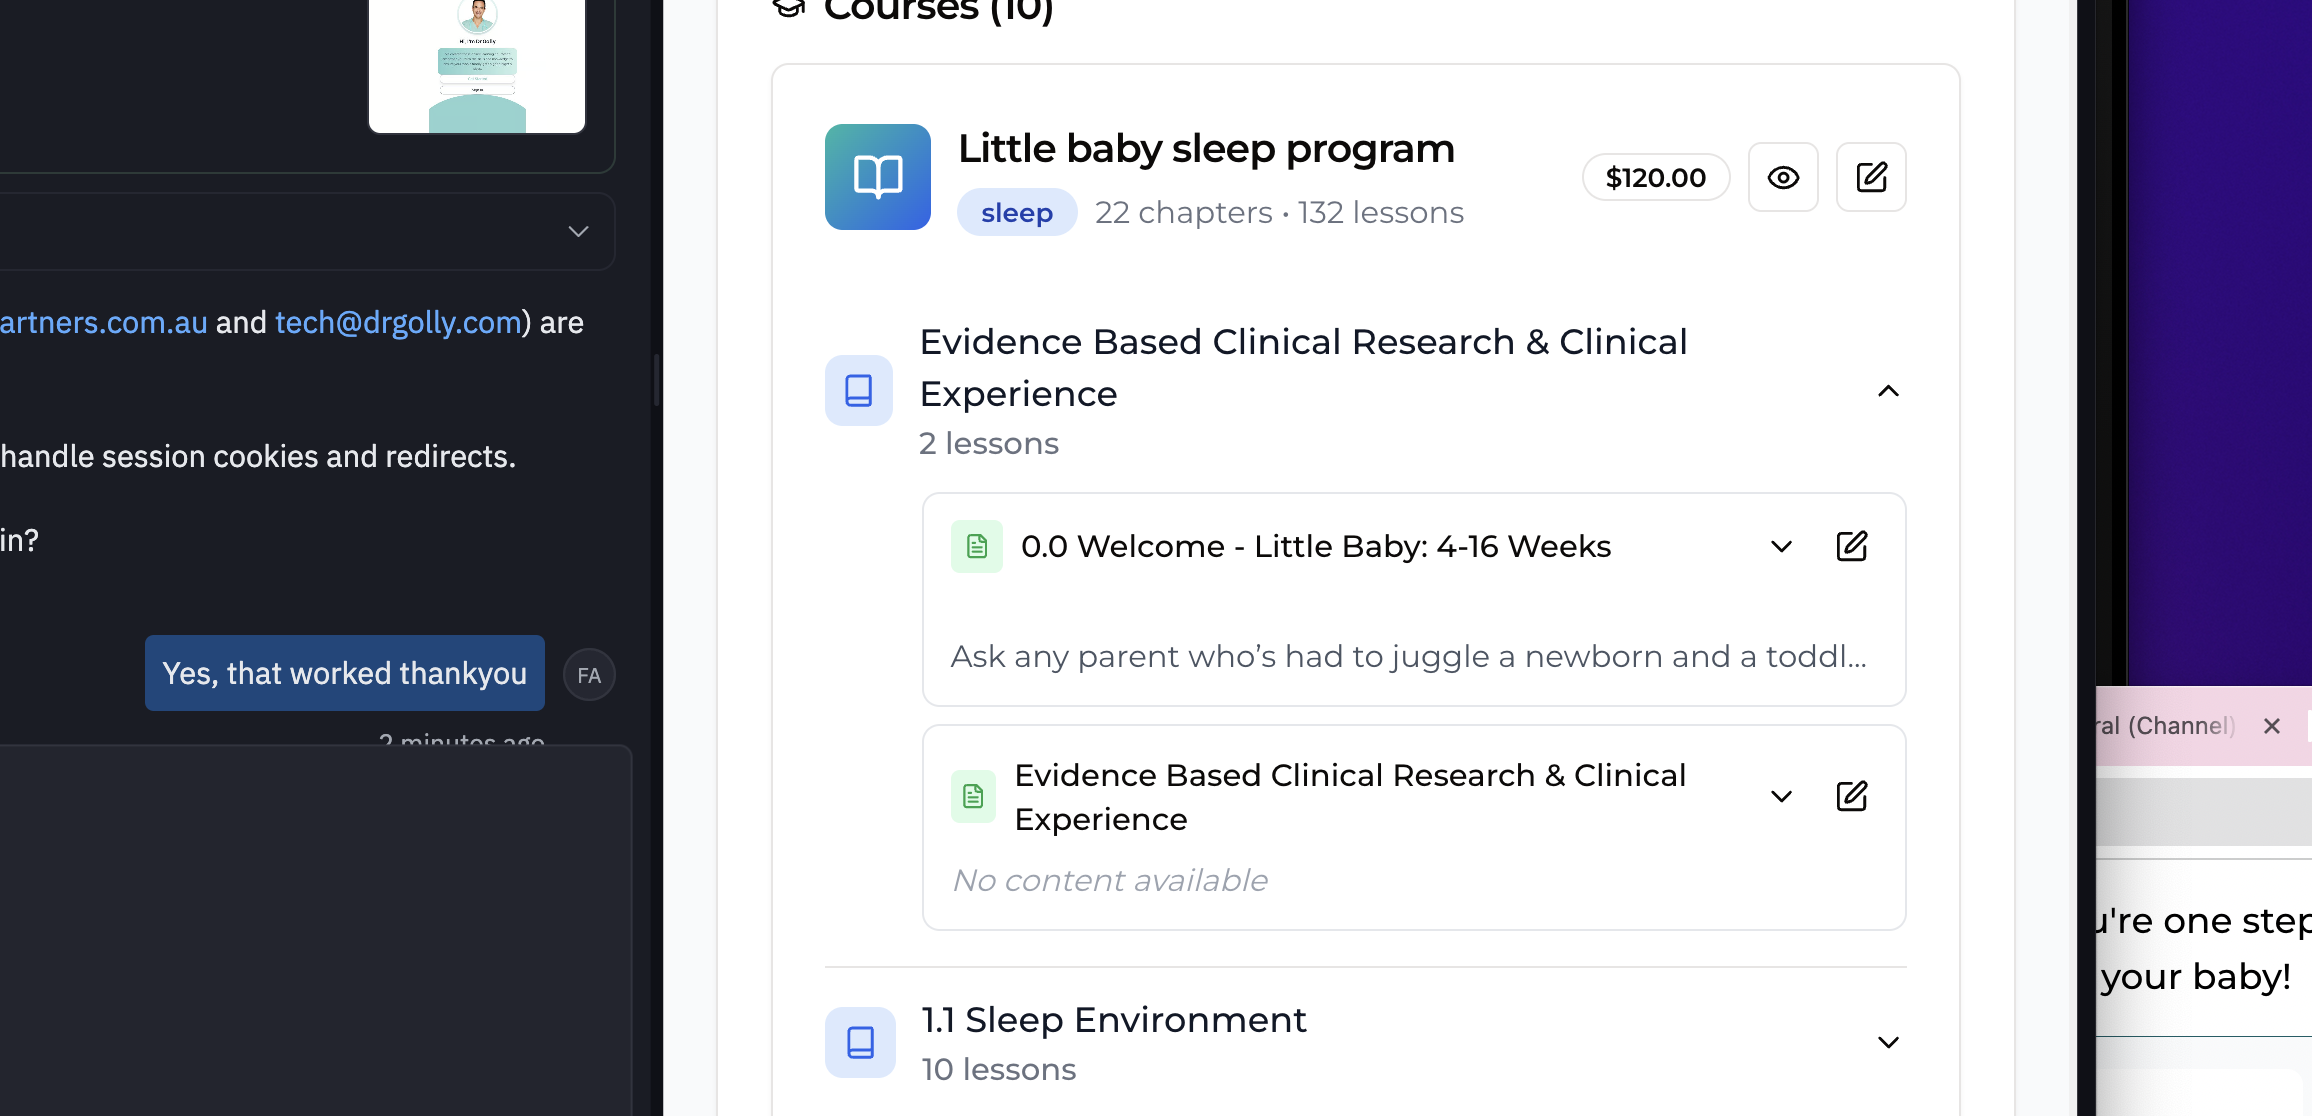 Hi, I'm Dr Golly
artners.com.au and tech@drgolly.com) are
handle session cookies and redirects.
in?
Yes, that worked thankyou
FA
2 minutes ago
Courses (10)
Little baby sleep program
sleep
22 chapters • 132 lessons
$120.00
Evidence Based Clinical Research & Clinical
Experience
2 lessons
0.0 Welcome - Little Baby: 4-16 Weeks
Ask any parent who’s had to juggle a newborn and a toddl...
Evidence Based Clinical Research & Clinical
Experience
No content available
1.1 Sleep Environment
10 lessons
ral (Channel)
u're one step
your baby!